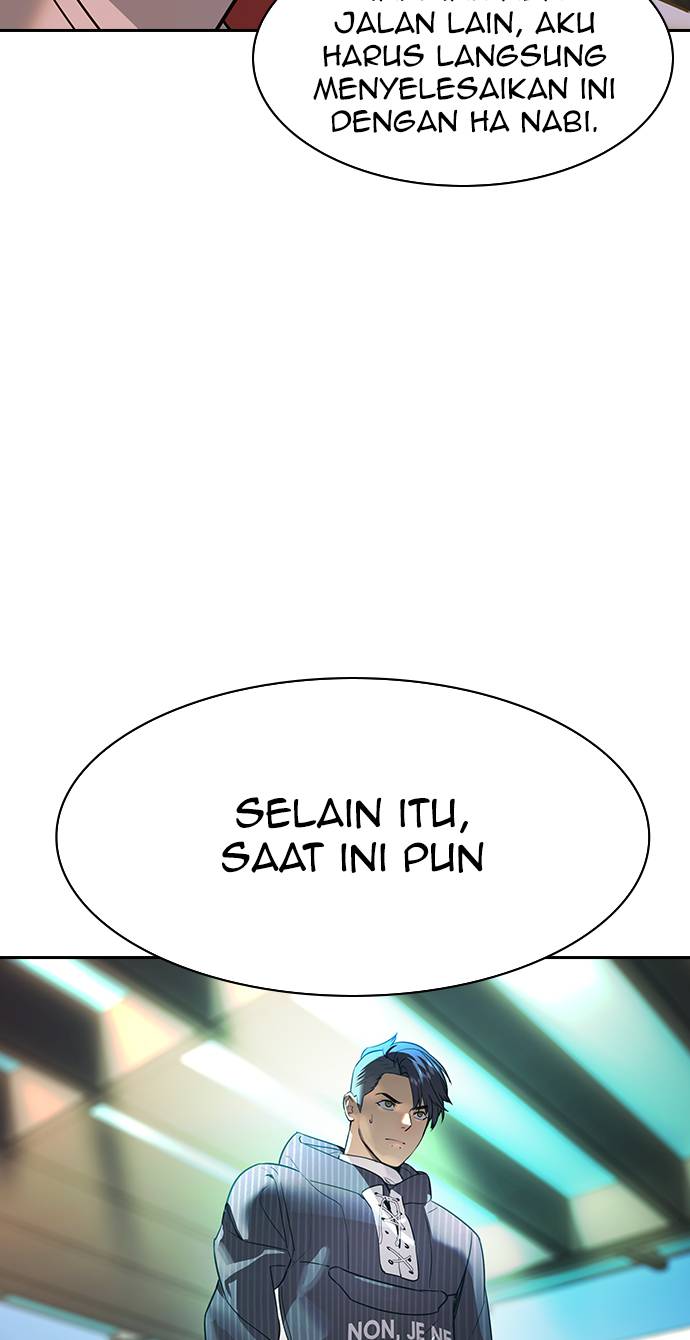 JALAN LAIN, AKU
HARUS LANGSUNG
MENYELESAIKAN INI
DENGAN HA NABI.
SELAIN ITU,
SAAT INI PUN
NON, JE NE